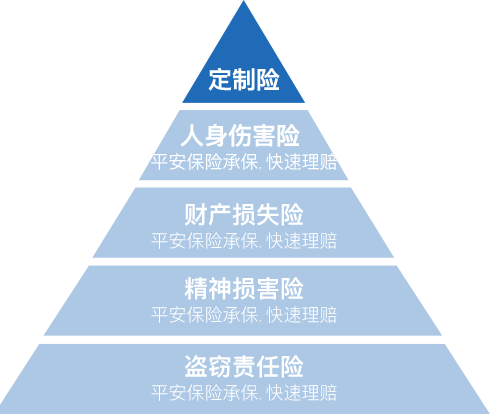 定制险
人身伤害险
平安保险承保, 快速理赔
财产损失险
平安保险承保, 快速理赔
精神损害险
平安保险承保, 快速理赔
盗窃责任险
平安保险承保, 快速理赔